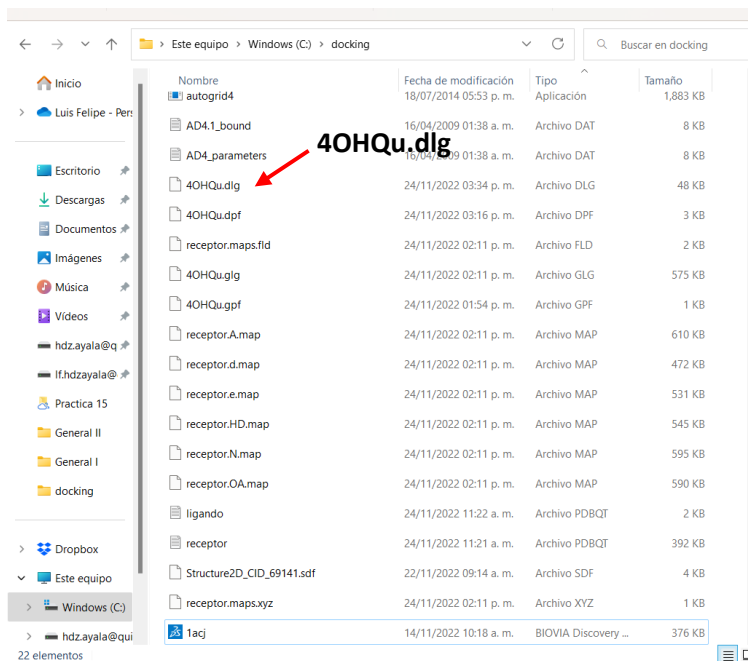 Este equipo > Windows (C:) > docking
Buscar en docking
Nombre Fecha de modificación Tipo Tamaño
Inicio
Luis Felipe - Pers
Escritorio
Descargas
Documentos
Imágenes
Música
Vídeos
hdz.ayala@q
lf.hdzayala@
Practica 15
General II
General I
docking
Dropbox
Este equipo
Windows (C:)
hdz.ayala@qui
autogrid4 18/07/2014 05:53 p. m. Aplicación 1,883 KB
AD4.1_bound 16/04/2009 01:38 a. m. Archivo DAT 8 KB
4OHQu.dlg
AD4_parameters 16/04/2009 01:38 a. m. Archivo DAT 8 KB
4OHQu.dlg 24/11/2022 03:34 p. m. Archivo DLG 48 KB
4OHQu.dpf 24/11/2022 03:16 p. m. Archivo DPF 3 KB
receptor.maps.fld 24/11/2022 02:11 p. m. Archivo FLD 2 KB
4OHQu.glg 24/11/2022 02:11 p. m. Archivo GLG 575 KB
4OHQu.gpf 24/11/2022 01:54 p. m. Archivo GPF 1 KB
receptor.A.map 24/11/2022 02:11 p. m. Archivo MAP 610 KB
receptor.d.map 24/11/2022 02:11 p. m. Archivo MAP 472 KB
receptor.e.map 24/11/2022 02:11 p. m. Archivo MAP 531 KB
receptor.HD.map 24/11/2022 02:11 p. m. Archivo MAP 545 KB
receptor.N.map 24/11/2022 02:11 p. m. Archivo MAP 595 KB
receptor.OA.map 24/11/2022 02:11 p. m. Archivo MAP 590 KB
ligando 24/11/2022 11:22 a. m. Archivo PDBQT 2 KB
receptor 24/11/2022 11:21 a. m. Archivo PDBQT 392 KB
Structure2D_CID_69141.sdf 22/11/2022 09:14 a. m. Archivo SDF 4 KB
receptor.maps.xyz 24/11/2022 02:11 p. m. Archivo XYZ 1 KB
1acj 14/11/2022 10:18 a. m. BIOVIA Discovery ... 376 KB
22 elementos